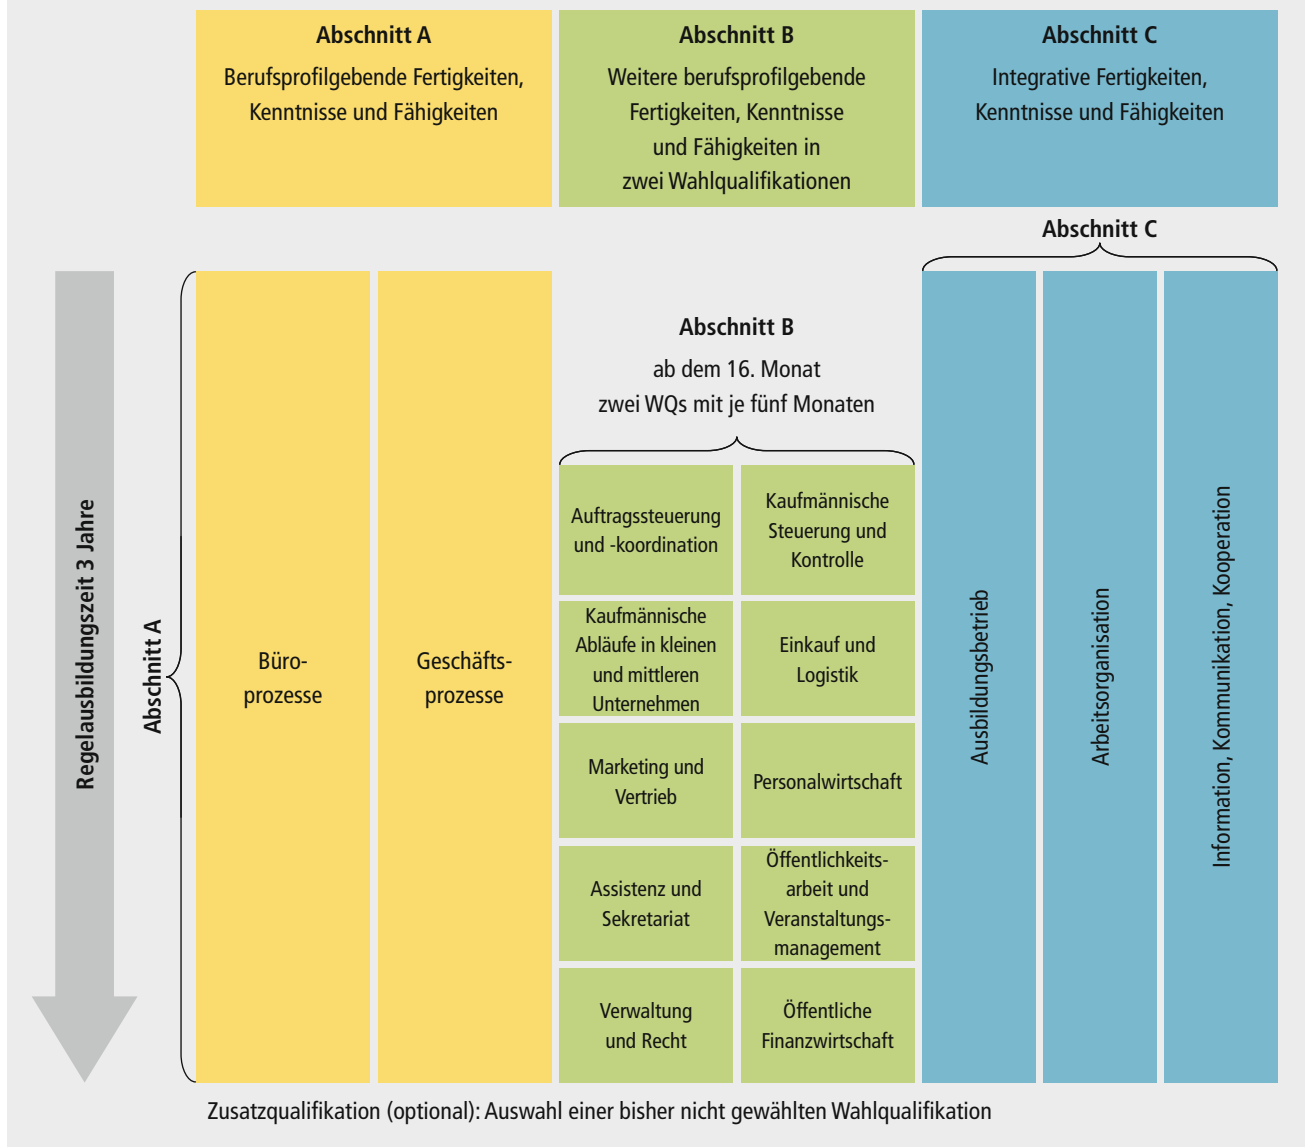 Abschnitt A
Berufsprofilgebende Fertigkeiten,
Kenntnisse und Fähigkeiten
Abschnitt B
Weitere berufsprofilgebende
Fertigkeiten, Kenntnisse
und Fähigkeiten in
zwei Wahlqualifikationen
Abschnitt C
Integrative Fertigkeiten,
Kenntnisse und Fähigkeiten
Regelausbildungszeit 3 Jahre
Abschnitt A
Büro-
prozesse
Geschäfts-
prozesse
Abschnitt B
ab dem 16. Monat
zwei WQs mit je fünf Monaten
Auftragssteuerung
und -koordination
Kaufmännische
Steuerung und
Kontrolle
Kaufmännische
Abläufe in kleinen
und mittleren
Unternehmen
Einkauf und
Logistik
Marketing und
Vertrieb
Personalwirtschaft
Assistenz und
Sekretariat
Öffentlichkeits-
arbeit und
Veranstaltungs-
management
Verwaltung
und Recht
Öffentliche
Finanzwirtschaft
Abschnitt C
Ausbildungsbetrieb
Arbeitsorganisation
Information, Kommunikation, Kooperation
Zusatzqualifikation (optional): Auswahl einer bisher nicht gewählten Wahlqualifikation